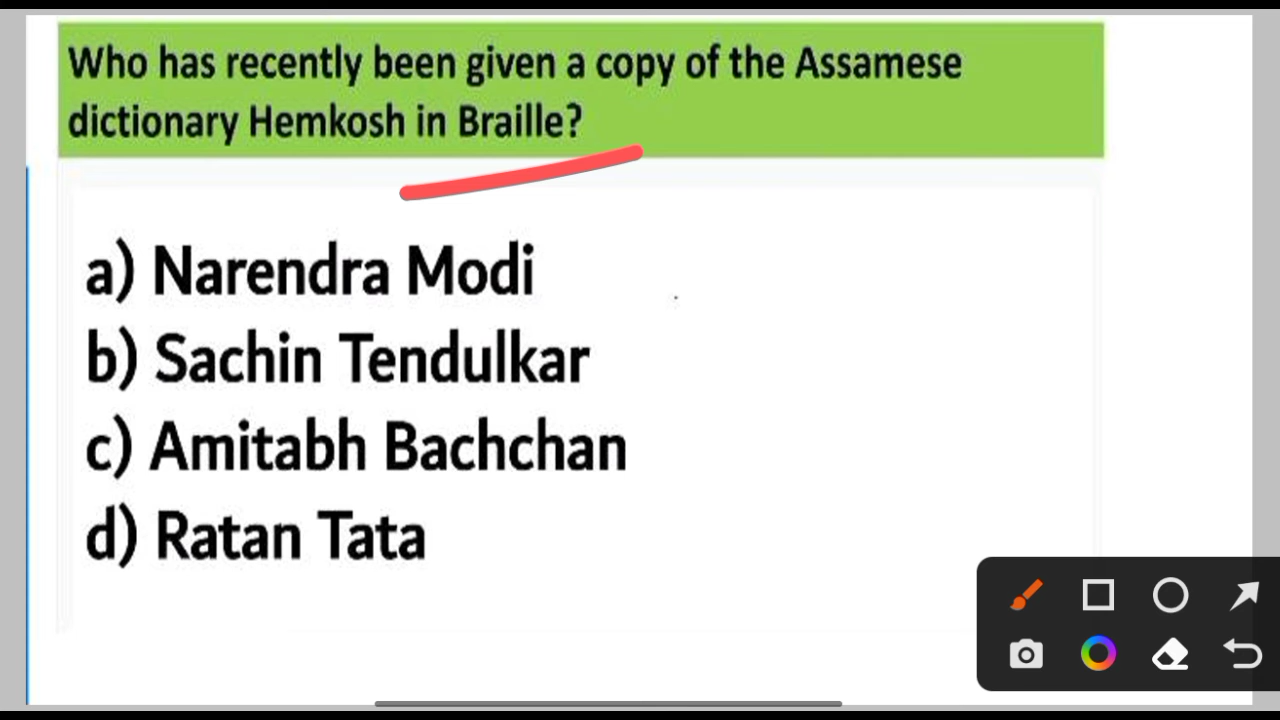 Who has recently been given a copy of the Assamese
dictionary Hemkosh in Braille?
a) Narendra Modi
b) Sachin Tendulkar
c) Amitabh Bachchan
d) Ratan Tata